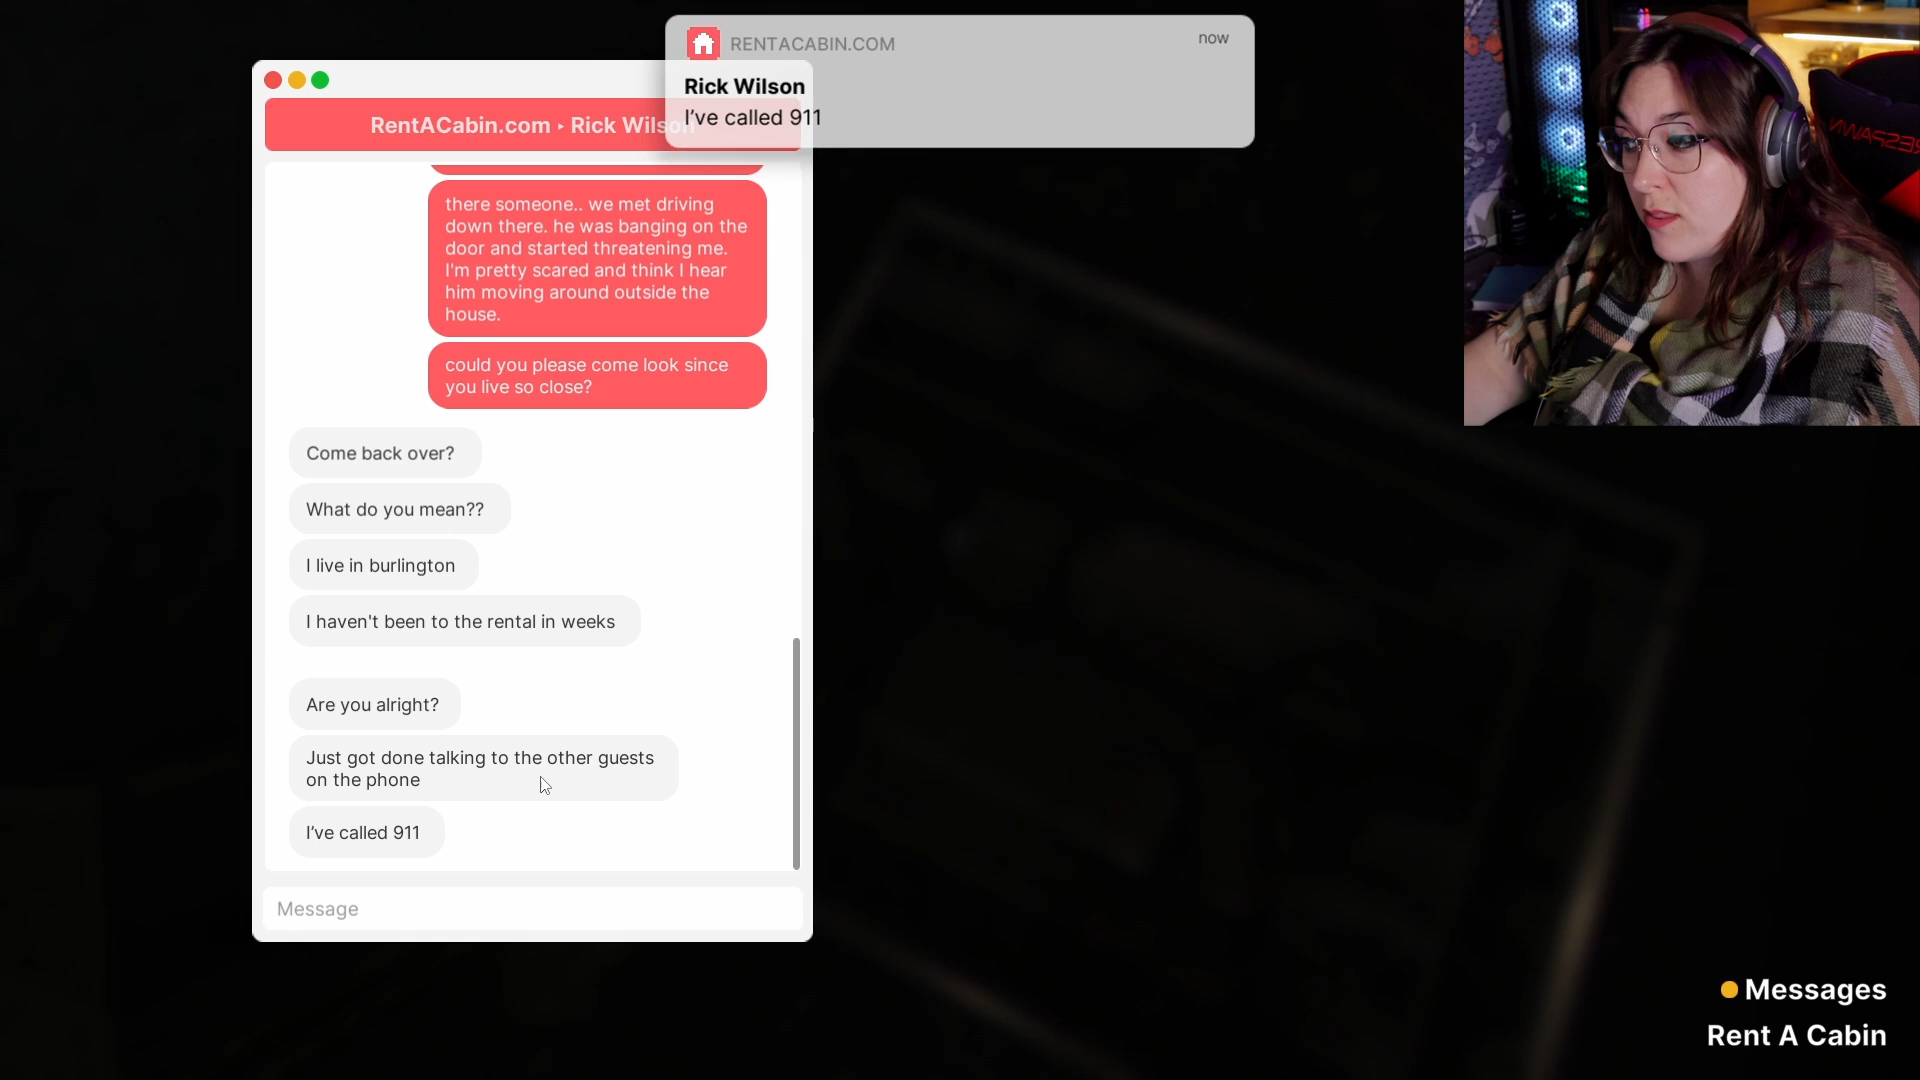 RENTACABIN.COM
now
Rick Wilson
I've called 911
RentACabin.com ▸ Rick Wilson
there someone.. we met driving
down there. he was banging on the
door and started threatening me.
I'm pretty scared and think I hear
him moving around outside the
house.
could you please come look since
you live so close?
Come back over?
What do you mean??
I live in burlington
I haven't been to the rental in weeks
Are you alright?
Just got done talking to the other guests
on the phone
I've called 911
Message
Messages
Rent A Cabin
RESPAWN